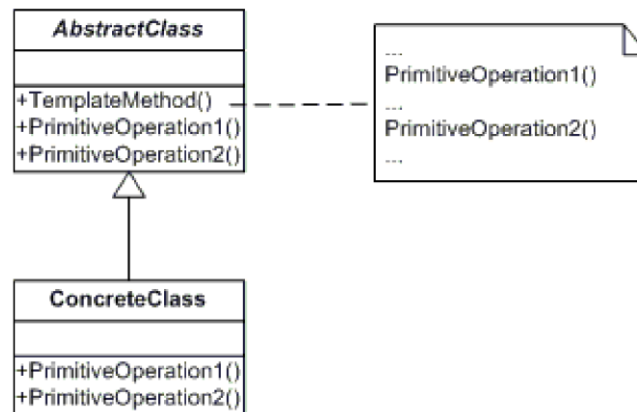 AbstractClass
+TemplateMethod()
+PrimitiveOperation1()
+PrimitiveOperation2()
...
PrimitiveOperation1()
...
PrimitiveOperation2()
...
ConcreteClass
+PrimitiveOperation1()
+PrimitiveOperation2()